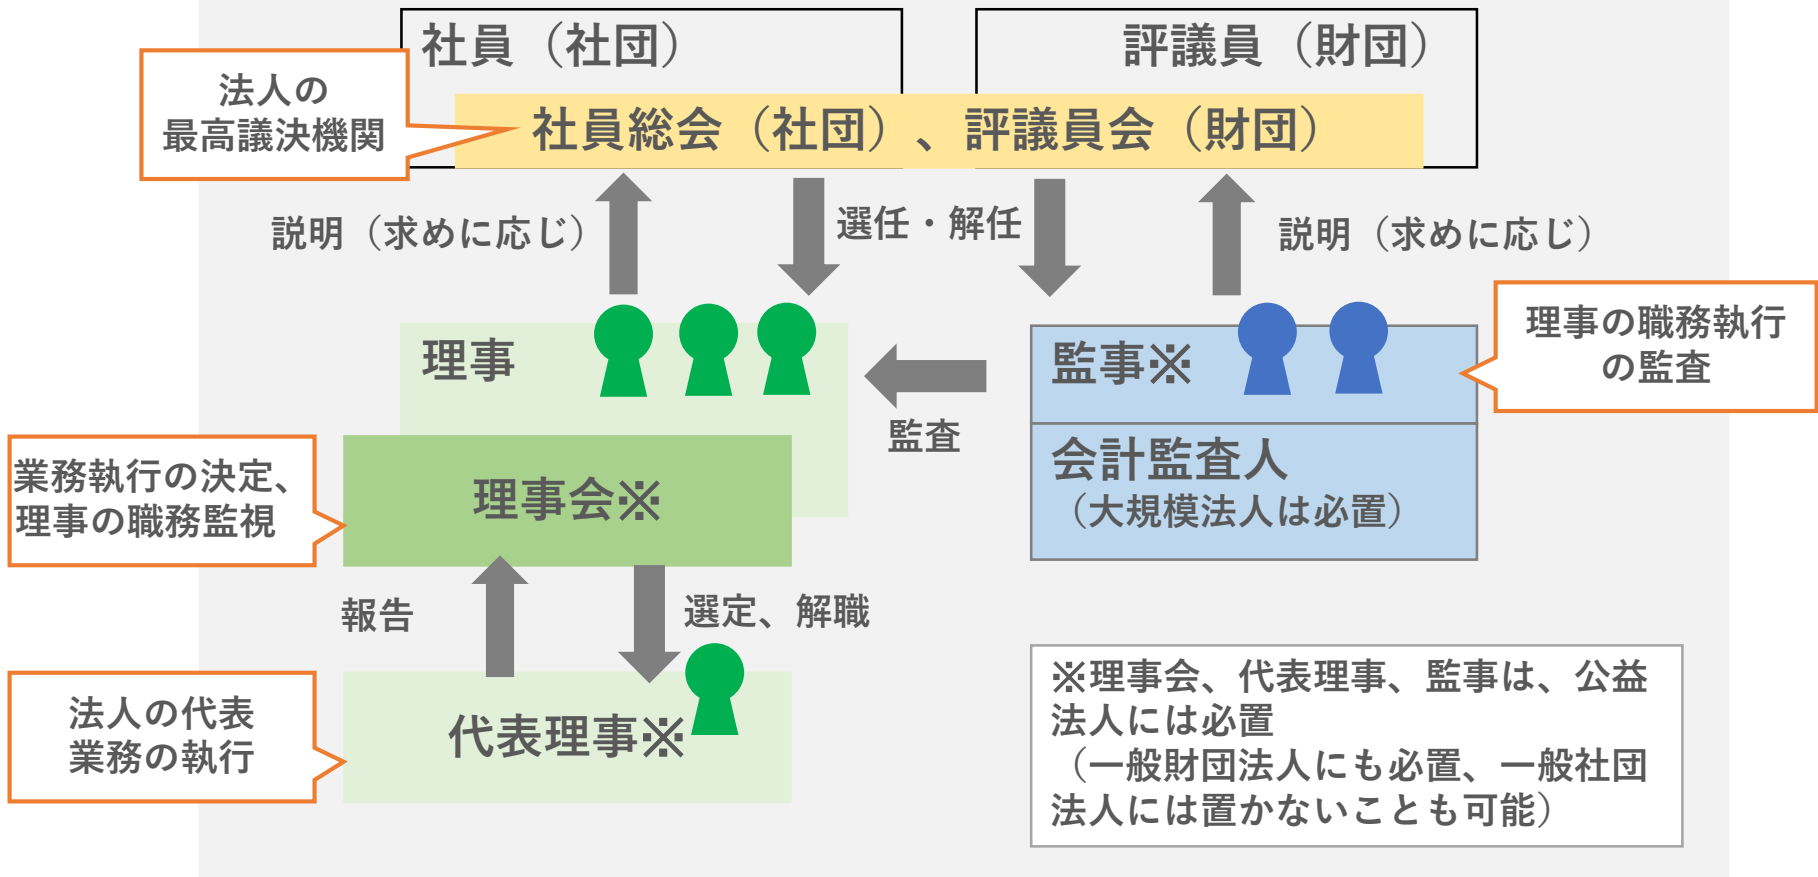 社員（社団）
評議員（財団）
法人の
最高議決機関
社員総会（社団）、評議員会（財団）
説明（求めに応じ）
選任・解任
説明（求めに応じ）
理事
監事※
理事の職務執行
の監査
監査
会計監査人
（大規模法人は必置）
業務執行の決定、
理事の職務監視
理事会※
報告
選定、解職
法人の代表
業務の執行
代表理事※
※理事会、代表理事、監事は、公益
法人には必置
（一般財団法人にも必置、一般社団
法人には置かないことも可能）